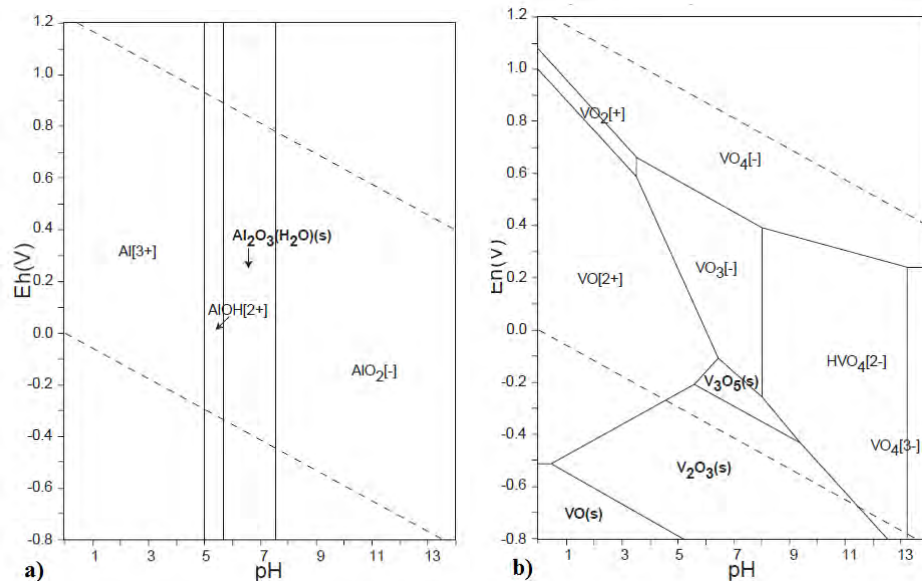 1.2
1.0
0.8
0.6
0.4
0.2
0.0
-0.2
-0.4
-0.6
-0.8
Eh(V)
Al[3+]
Al2O3(H2O)(s)
AlOH[2+]
AlO2[-]
1 3 5 7 9 11 13
pH
a)
1.2
1.0
0.8
0.6
0.4
0.2
0.0
-0.2
-0.4
-0.6
-0.8
Eh(V)
VO2[+]
VO4[-]
VO3[-]
VO[2+]
V3O5(s)
HVO4[2-]
VO4[3-]
V2O3(s)
VO(s)
1 3 5 7 9 11 13
pH
b)